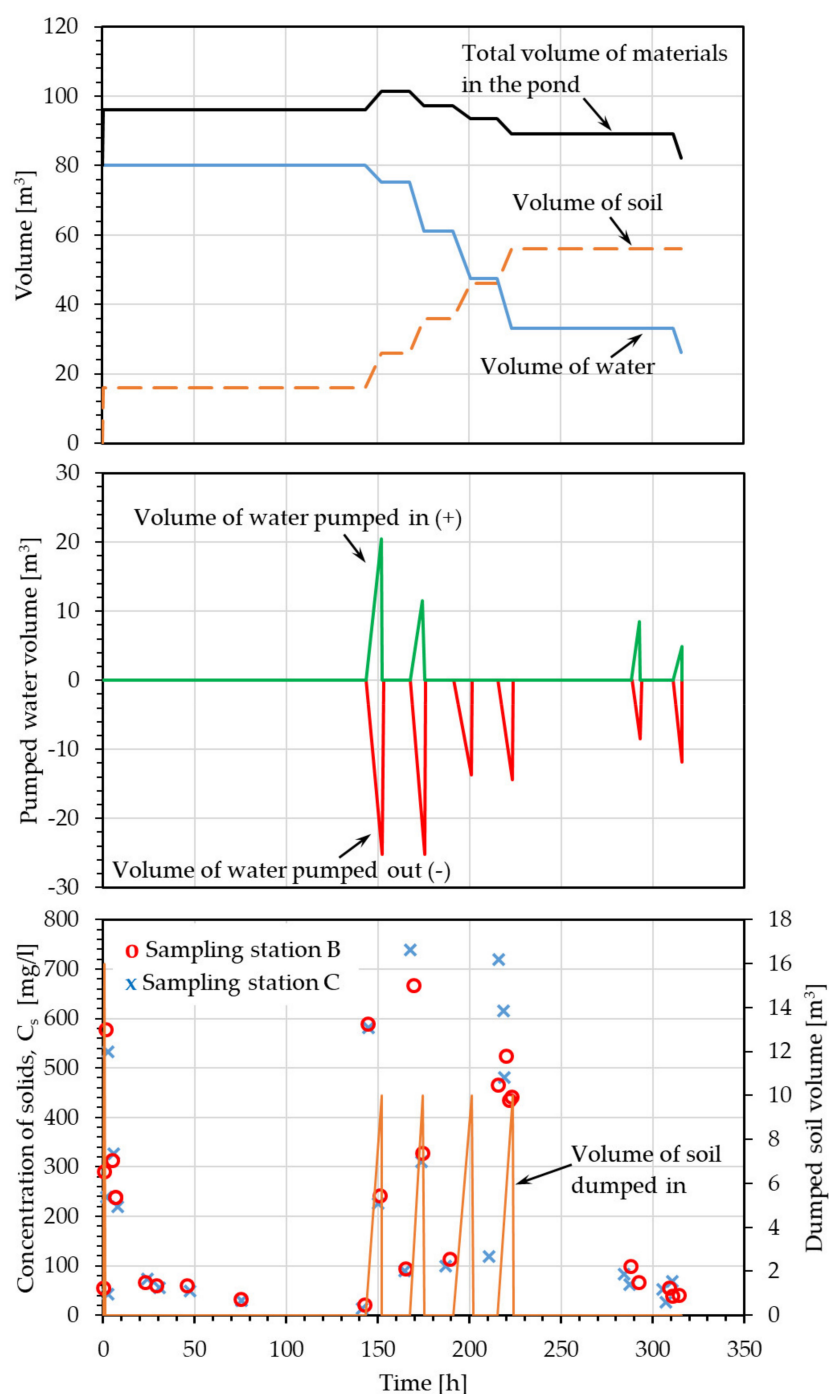 120
100
80
60
40
20
0
Volume [m³]
Total volume of materials
in the pond
Volume of soil
Volume of water
30
20
10
0
-10
-20
-30
Pumped water volume [m³]
Volume of water pumped in (+)
Volume of water pumped out (-)
800
700
600
500
400
300
200
100
0
Concentration of solids, Cₛ [mg/l]
o Sampling station B
x Sampling station C
Volume of soil
dumped in
18
16
14
12
10
8
6
4
2
0
Dumped soil volume [m³]
0 50 100 150 200 250 300 350
Time [h]